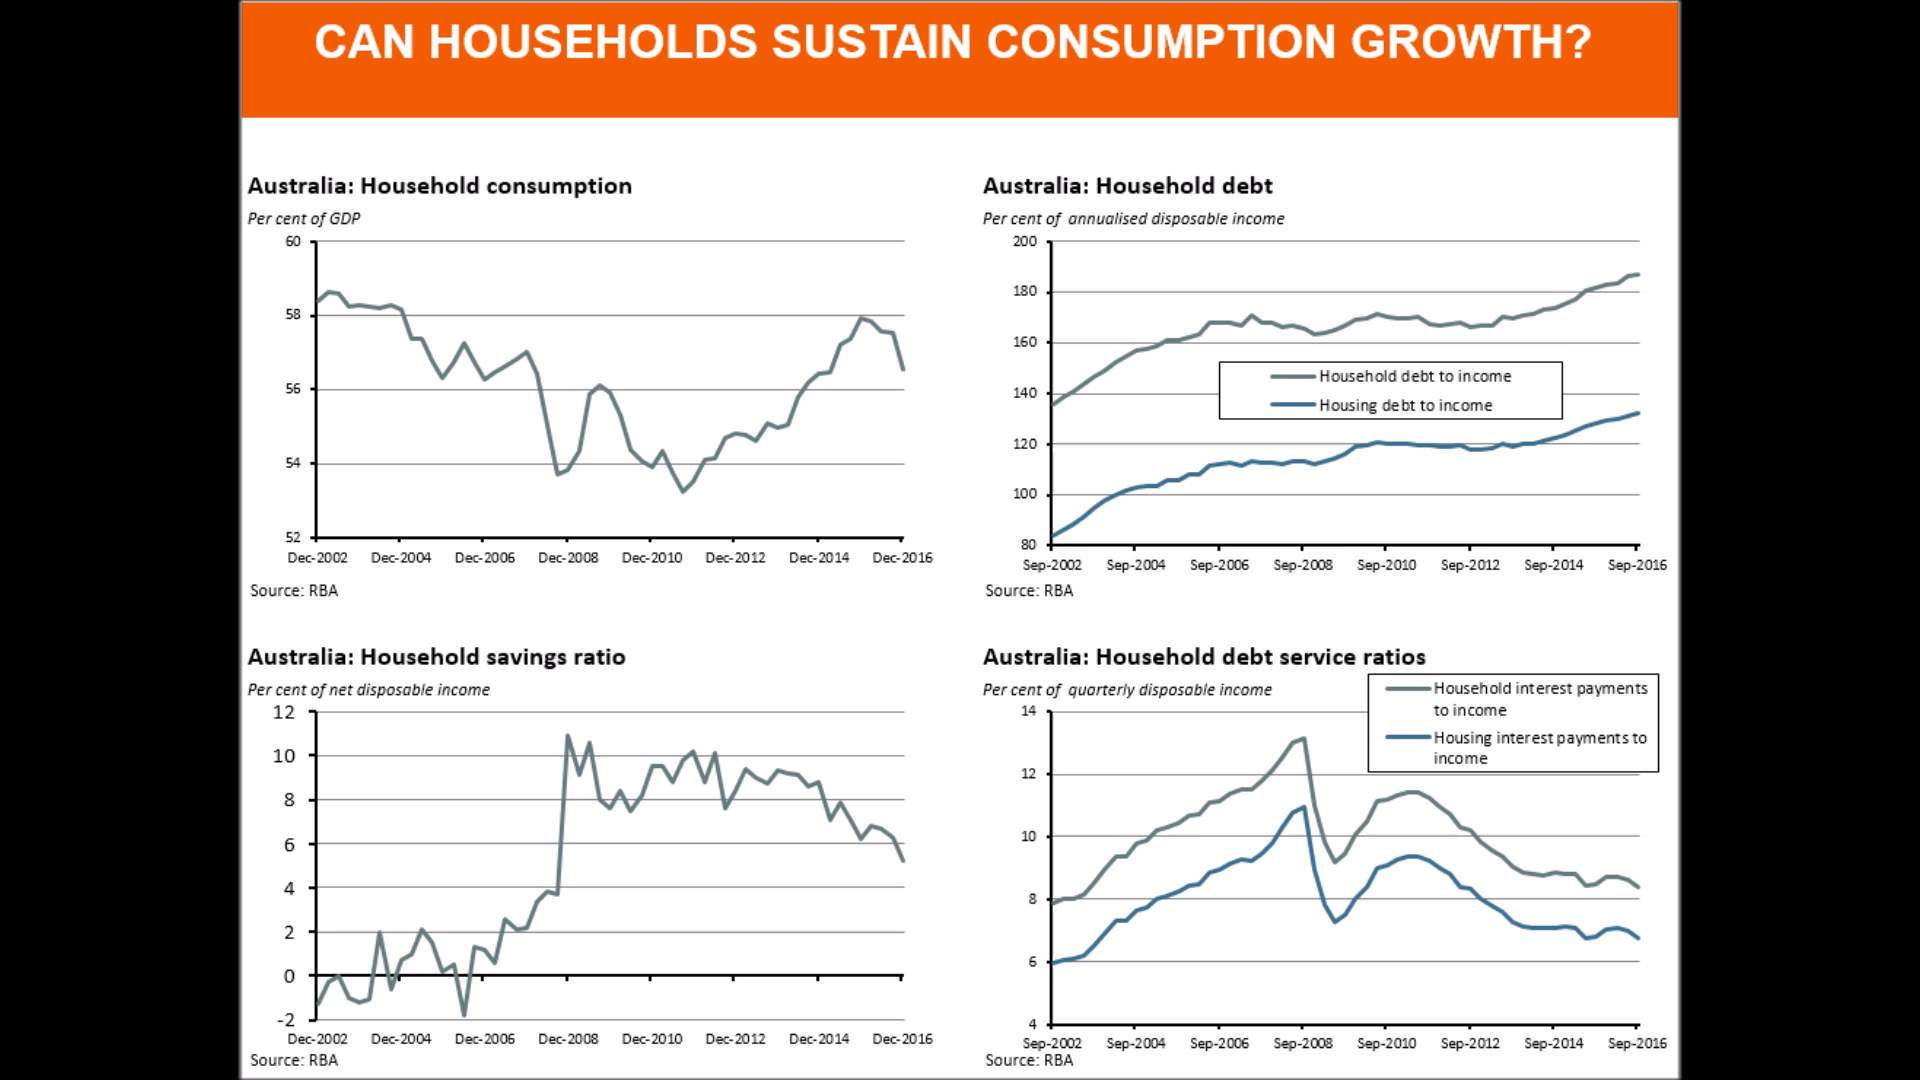 CAN HOUSEHOLDS SUSTAIN CONSUMPTION GROWTH?
Australia: Household consumption
Per cent of GDP
60
58
56
54
52
Dec-2002 Dec-2004 Dec-2006 Dec-2008 Dec-2010 Dec-2012 Dec-2014 Dec-2016
Source: RBA
Australia: Household debt
Per cent of annualised disposable income
200
180
160
140
120
100
80
Household debt to income
Housing debt to income
Sep-2002 Sep-2004 Sep-2006 Sep-2008 Sep-2010 Sep-2012 Sep-2014 Sep-2016
Source: RBA
Australia: Household savings ratio
Per cent of net disposable income
12
10
8
6
4
2
0
-2
Dec-2002 Dec-2004 Dec-2006 Dec-2008 Dec-2010 Dec-2012 Dec-2014 Dec-2016
Source: RBA
Australia: Household debt service ratios
Per cent of quarterly disposable income
Household interest payments
to income
Housing interest payments to
income
14
12
10
8
6
4
Sep-2002 Sep-2004 Sep-2006 Sep-2008 Sep-2010 Sep-2012 Sep-2014 Sep-2016
Source: RBA